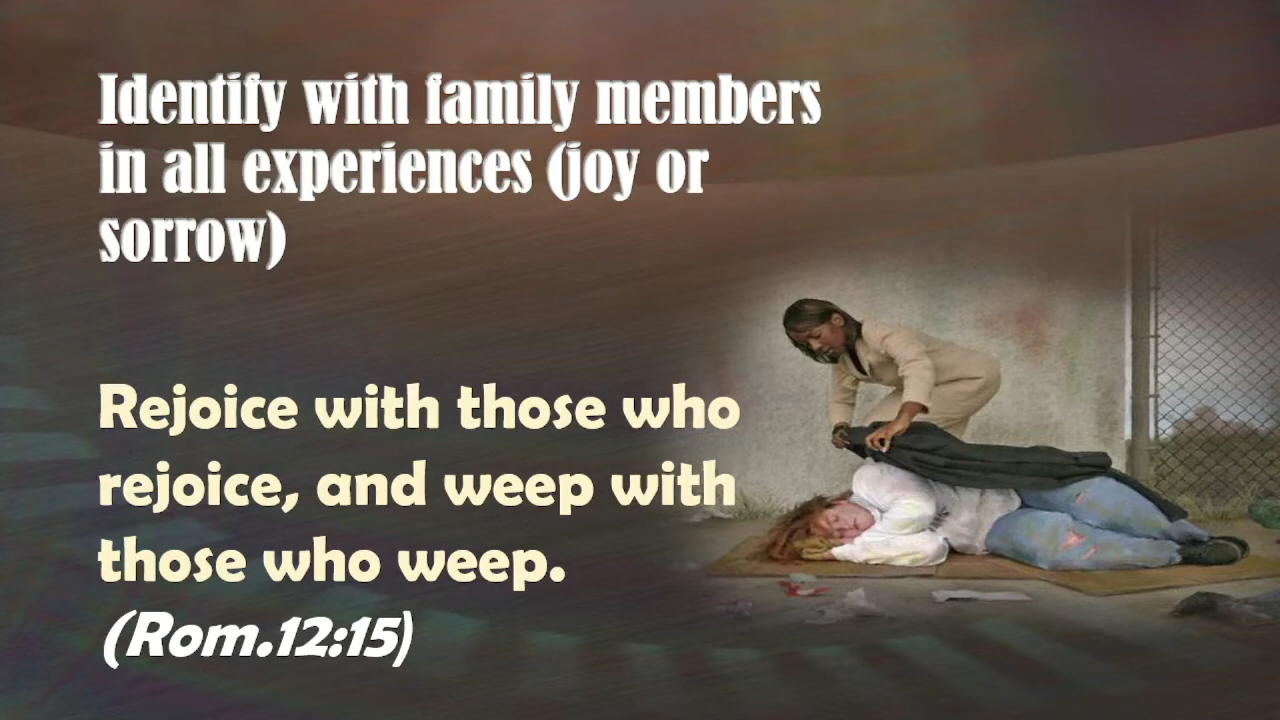 Identify with family members
in all experiences (joy or
sorrow)
Rejoice with those who
rejoice, and weep with
those who weep.
(Rom.12:15)